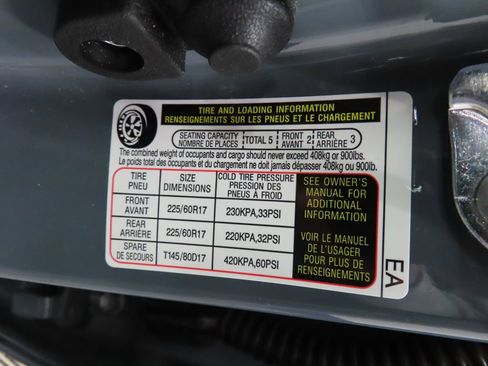 TIRE AND LOADING INFORMATION
RENSEIGNEMENTS SUR LES PNEUS ET LE CHARGEMENT
SEATING CAPACITY
NOMBRE DE PLACES
TOTAL 5
FRONT
AVANT 2
REAR
ARRIÈRE 3
The combined weight of occupants and cargo should never exceed 408kg or 900lb.
Le poids total des occupants et du chargement ne doit jamais dépasser 408kg ou 900lb.
TIRE
PNEU
SIZE
DIMENSIONS
COLD TIRE PRESSURE
PRESSION DES
PNEUS À FROID
FRONT
AVANT
225/60R17
230KPA,33PSI
REAR
ARRIÈRE
225/60R17
220KPA,32PSI
SPARE
DE SECOURS
T145/80D17
420KPA,60PSI
SEE OWNER'S
MANUAL FOR
ADDITIONAL
INFORMATION
VOIR LE MANUEL
DE L'USAGER
POUR PLUS DE
RENSEIGNEMENTS
EA